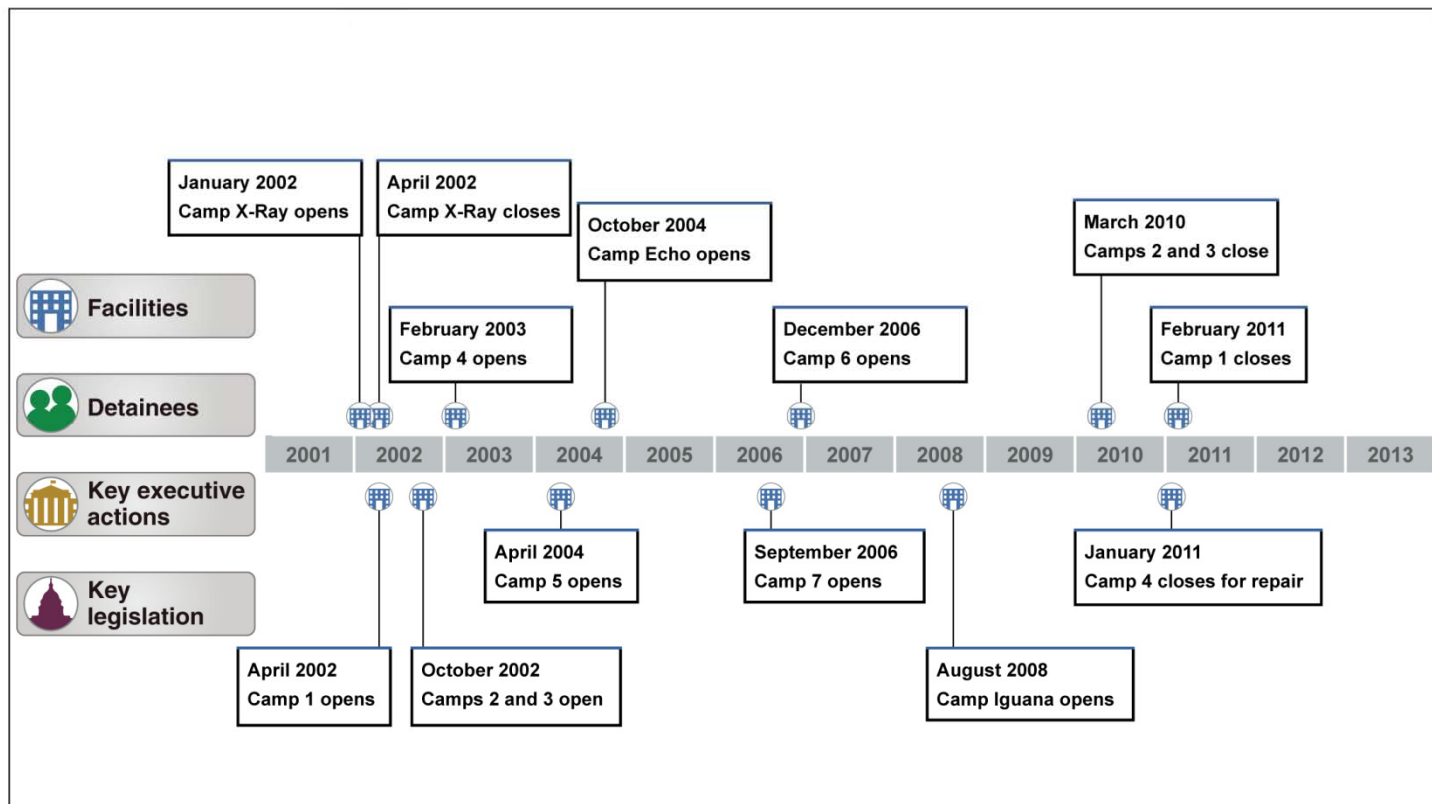 January 2002
Camp X-Ray opens
April 2002
Camp X-Ray closes
October 2004
Camp Echo opens
March 2010
Camps 2 and 3 close
Facilities
February 2003
Camp 4 opens
December 2006
Camp 6 opens
February 2011
Camp 1 closes
Detainees
2001 2002 2003 2004 2005 2006 2007 2008 2009 2010 2011 2012 2013
Key executive
actions
April 2004
Camp 5 opens
September 2006
Camp 7 opens
January 2011
Camp 4 closes for repair
Key
legislation
April 2002
Camp 1 opens
October 2002
Camps 2 and 3 open
August 2008
Camp Iguana opens